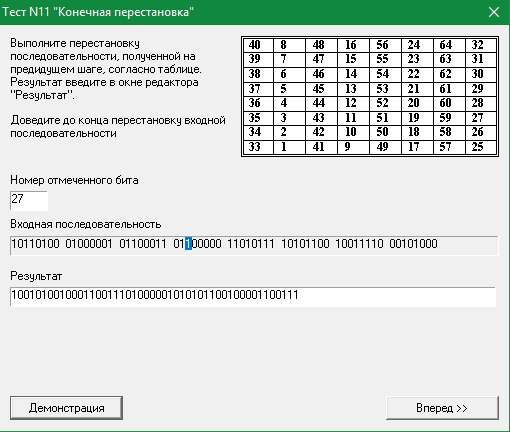 Тест N11 "Конечная перестановка"
Выполните перестановку
последовательности, полученной на
предидущем шаге, согласно таблице.
Результат введите в окне редактора
"Результат".
Доведите до конца перестановку входной
последовательности
40 8 48 16 56 24 64 32
39 7 47 15 55 23 63 31
38 6 46 14 54 22 62 30
37 5 45 13 53 21 61 29
36 4 44 12 52 20 60 28
35 3 43 11 51 19 59 27
34 2 42 10 50 18 58 26
33 1 41 9 49 17 57 25
Номер отмеченного бита
27
Входная последовательность
10110100 01000001 01100011 01100000 11010111 10101100 10011110 00101000
Результат
100101001000110011101000001010101100100001100111
Демонстрация
Вперед >>